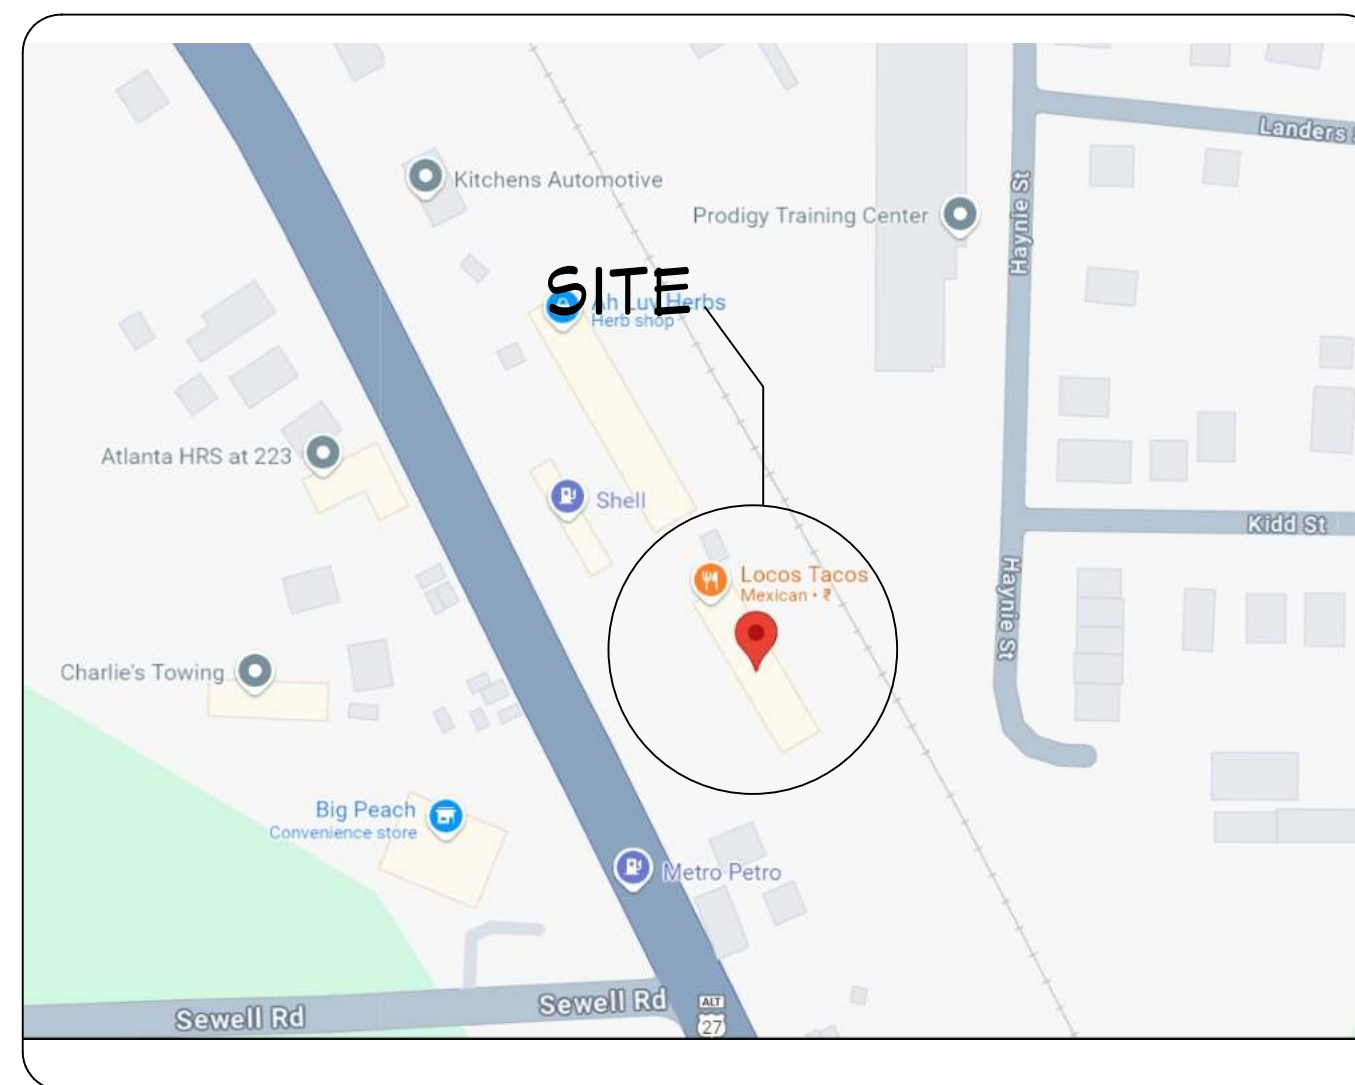 Landers
Kitchens Automotive
Haynie St
Prodigy Training Center
SITE
Ah Luv Herbs
Herb shop
Atlanta HRS at 223
Shell
Kidd St
Locos Tacos
Mexican • ₹
Haynie St
Charlie's Towing
Big Peach
Convenience store
Metro Petro
Sewell Rd
Sewell Rd
ALT
27